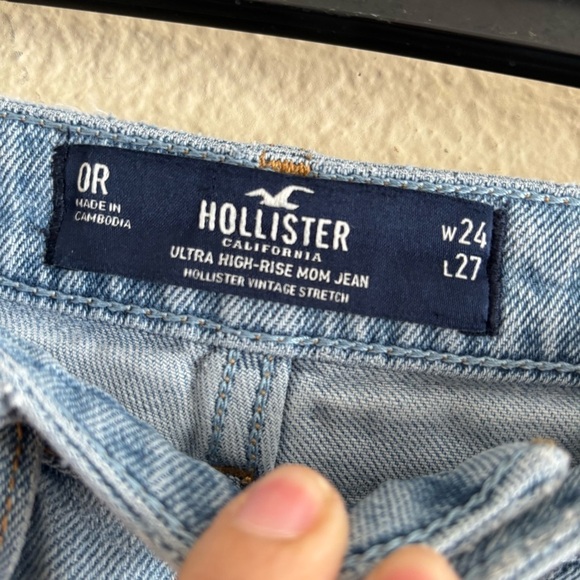 0R
MADE IN
CAMBODIA
HOLLISTER
CALIFORNIA
ULTRA HIGH-RISE MOM JEAN
HOLLISTER VINTAGE STRETCH
W24
L27